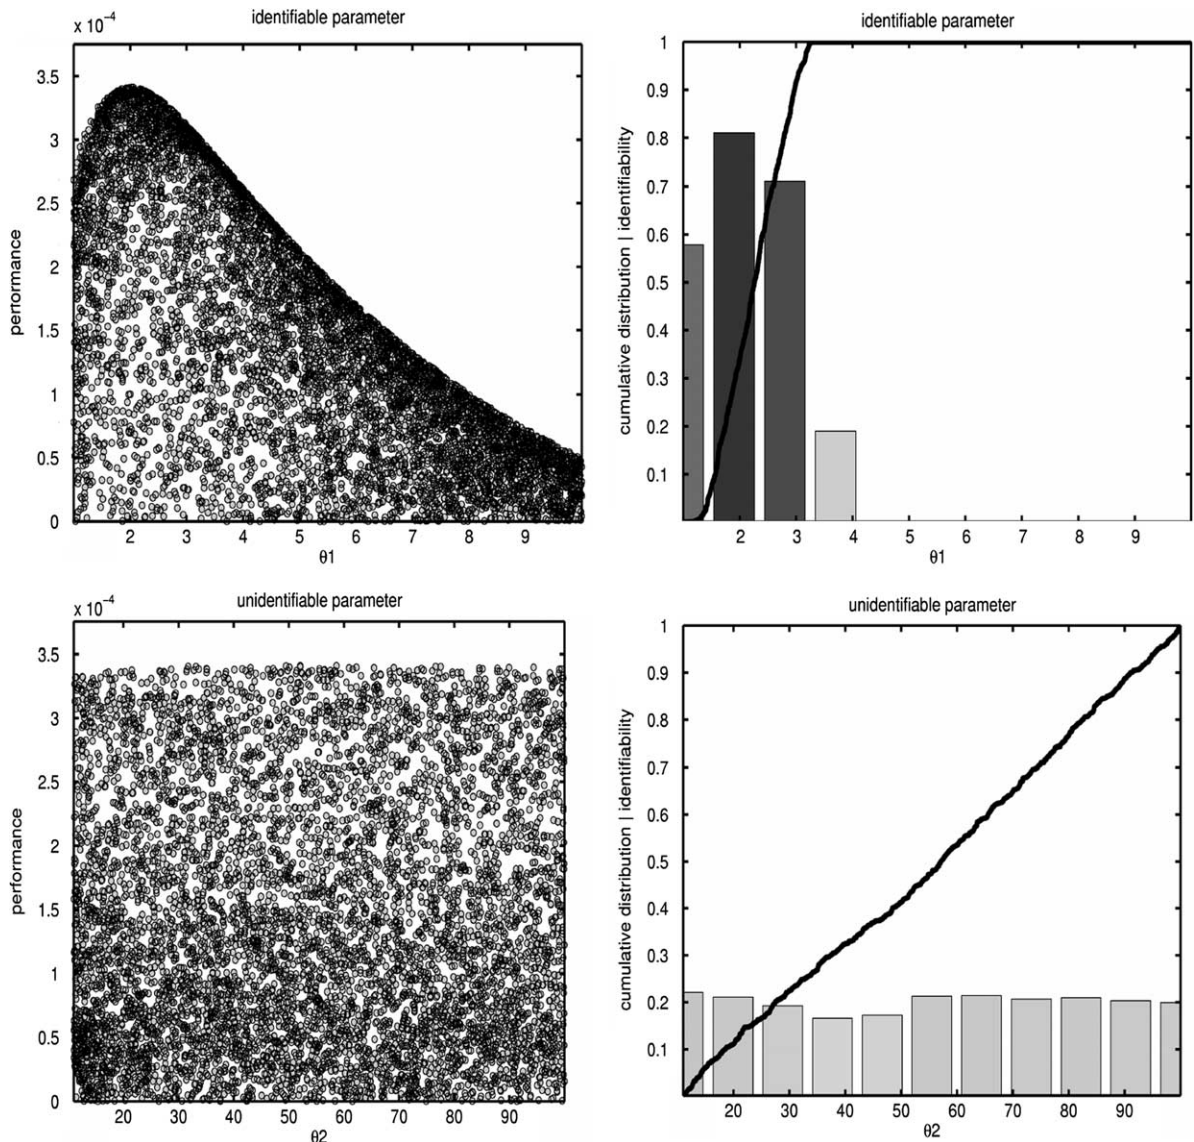 x 10⁻⁴
identifiable parameter
3.5
3
2.5
2
1.5
1
0.5
0
performance
2 3 4 5 6 7 8 9
θ1
identifiable parameter
1
0.9
0.8
0.7
0.6
0.5
0.4
0.3
0.2
0.1
cumulative distribution | identifiability
2 3 4 5 6 7 8 9
θ1
x 10⁻⁴
unidentifiable parameter
3.5
3
2.5
2
1.5
1
0.5
0
performance
20 30 40 50 60 70 80 90
θ2
unidentifiable parameter
1
0.9
0.8
0.7
0.6
0.5
0.4
0.3
0.2
0.1
cumulative distribution | identifiability
20 30 40 50 60 70 80 90
θ2